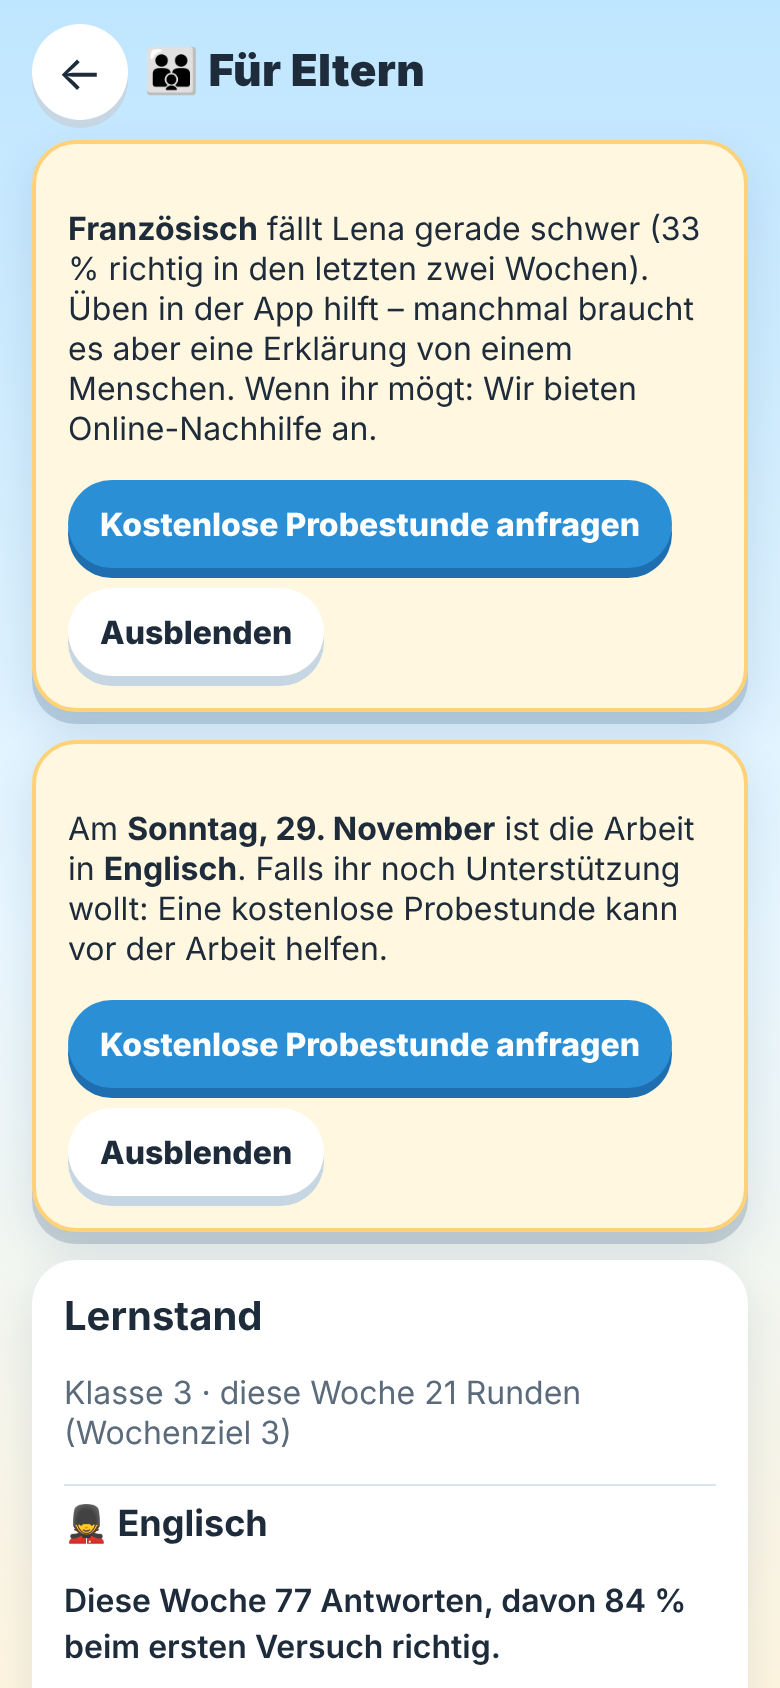 Für Eltern
Französisch fällt Lena gerade schwer (33
% richtig in den letzten zwei Wochen).
Üben in der App hilft – manchmal braucht
es aber eine Erklärung von einem
Menschen. Wenn ihr mögt: Wir bieten
Online-Nachhilfe an.
Kostenlose Probestunde anfragen
Ausblenden
Am Sonntag, 29. November ist die Arbeit
in Englisch. Falls ihr noch Unterstützung
wollt: Eine kostenlose Probestunde kann
vor der Arbeit helfen.
Kostenlose Probestunde anfragen
Ausblenden
Lernstand
Klasse 3 · diese Woche 21 Runden
(Wochenziel 3)
Englisch
Diese Woche 77 Antworten, davon 84 %
beim ersten Versuch richtig.